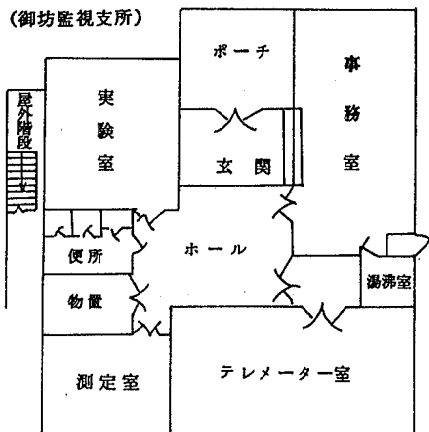 (御坊監視支所)
ポーチ
事務室
実験室
屋外階段
玄関
便所
ホール
湯沸室
物置
測定室
テレメーター室